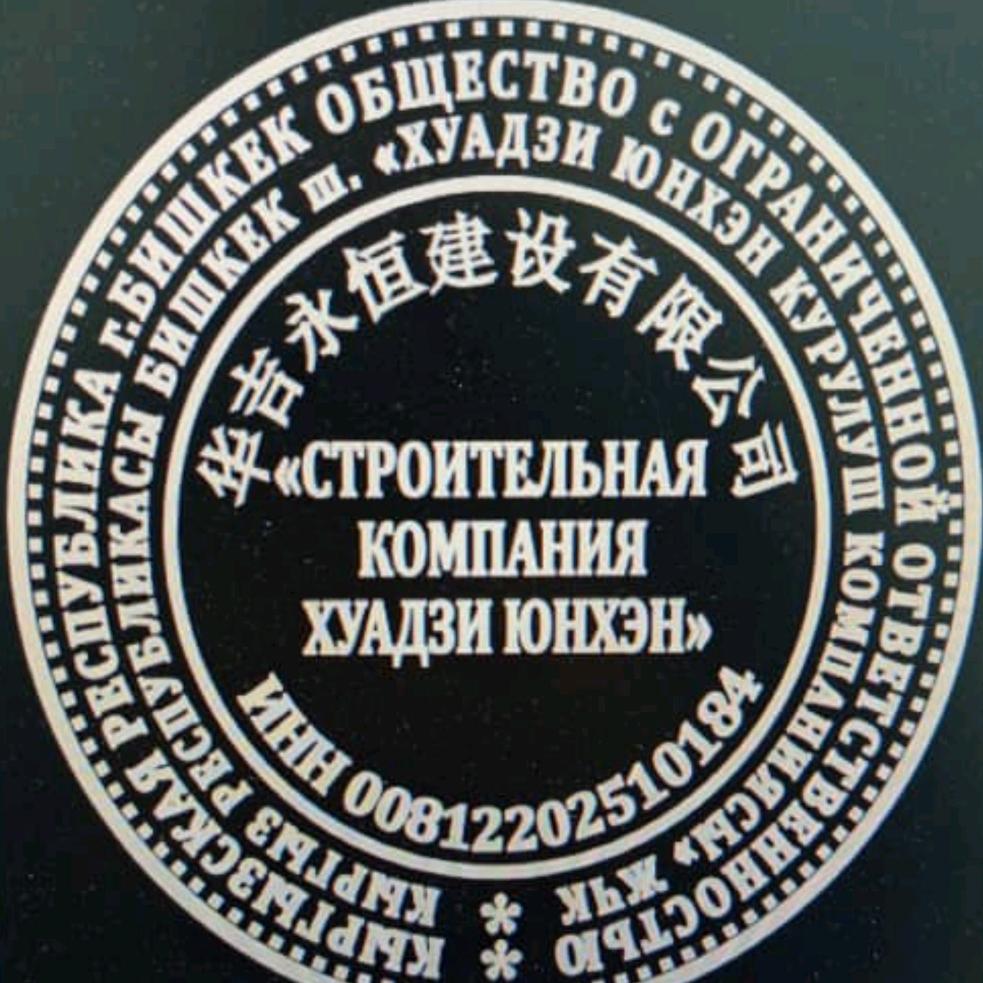 КЫРГЫЗСКАЯ РЕСПУБЛИКА г.БИШКЕК ОБЩЕСТВО с ОГРАНИЧЕННОЙ ОТВЕТСТВЕННОСТЬЮ
КЫРГЫЗ РЕСПУБЛИКАСЫ БИШКЕК ш. «ХУАДЗИ ЮНХЭН КУРУЛУШ КОМПАНИЯСЫ» ЖЧК
华吉永恒建设有限公司
«СТРОИТЕЛЬНАЯ
КОМПАНИЯ
ХУАДЗИ ЮНХЭН»
ИНН 00812202510184